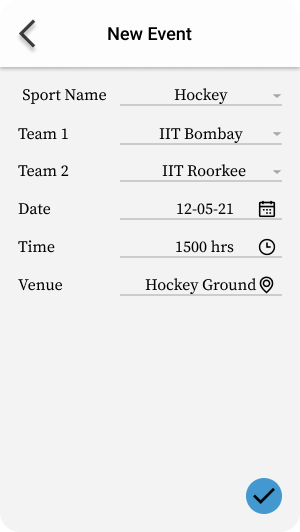 New Event
Sport Name Hockey
Team 1 IIT Bombay
Team 2 IIT Roorkee
Date 12-05-21
Time 1500 hrs
Venue Hockey Ground